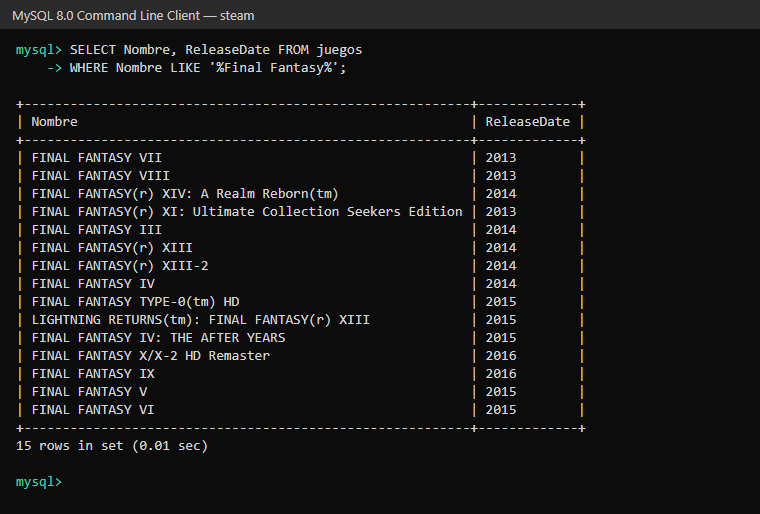 MySQL 8.0 Command Line Client — steam
mysql> SELECT Nombre, ReleaseDate FROM juegos
    -> WHERE Nombre LIKE '%Final Fantasy%';
+----------------------------------------------------------+-------------+
| Nombre                                                   | ReleaseDate |
+----------------------------------------------------------+-------------+
| FINAL FANTASY VII                                        | 2013        |
| FINAL FANTASY VIII                                       | 2013        |
| FINAL FANTASY(r) XIV: A Realm Reborn(tm)                 | 2014        |
| FINAL FANTASY(r) XI: Ultimate Collection Seekers Edition | 2013        |
| FINAL FANTASY III                                        | 2014        |
| FINAL FANTASY(r) XIII                                    | 2014        |
| FINAL FANTASY(r) XIII-2                                  | 2014        |
| FINAL FANTASY IV                                         | 2014        |
| FINAL FANTASY TYPE-0(tm) HD                              | 2015        |
| LIGHTNING RETURNS(tm): FINAL FANTASY(r) XIII             | 2015        |
| FINAL FANTASY IV: THE AFTER YEARS                        | 2015        |
| FINAL FANTASY X/X-2 HD Remaster                          | 2016        |
| FINAL FANTASY IX                                         | 2016        |
| FINAL FANTASY V                                          | 2015        |
| FINAL FANTASY VI                                         | 2015        |
+----------------------------------------------------------+-------------+
15 rows in set (0.01 sec)
mysql>